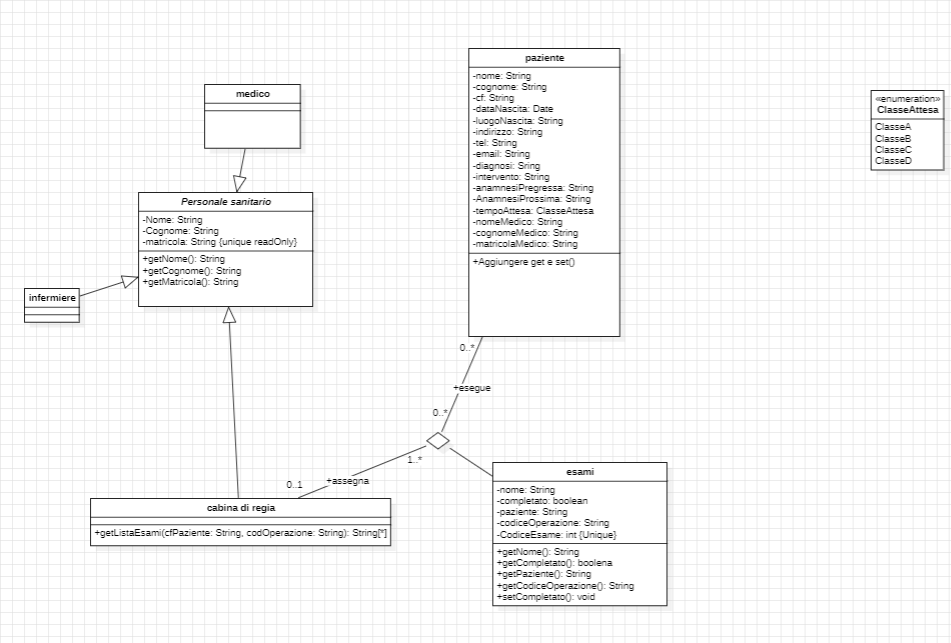 medico
Personale sanitario
-Nome: String
-Cognome: String
-matricola: String {unique readOnly}
+getNome(): String
+getCognome(): String
+getMatricola(): String
infermiere
paziente
-nome: String
-cognome: String
-cf: String
-dataNascita: Date
-luogoNascita: String
-indirizzo: String
-tel: String
-email: String
-diagnosi: Sring
-intervento: String
-anamnesiPregressa: String
-AnamnesiProssima: String
-tempoAttesa: ClasseAttesa
-nomeMedico: String
-cognomeMedico: String
-matricolaMedico: String
+Aggiungere get e set()
«enumeration»
ClasseAttesa
ClasseA
ClasseB
ClasseC
ClasseD
0..*
+esegue
0..*
1..*
+assegna
0..1
cabina di regia
+getListaEsami(cfPaziente: String, codOperazione: String): String[*]
esami
-nome: String
-completato: boolean
-paziente: String
-codiceOperazione: String
-CodiceEsame: int {Unique}
+getNome(): String
+getCompletato(): boolena
+getPaziente(): String
+getCodiceOperazione(): String
+setCompletato(): void